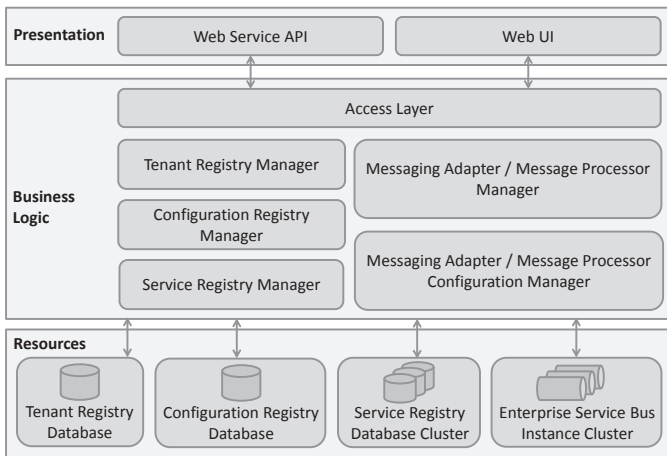 Presentation
Web Service API
Web UI
Business
Logic
Access Layer
Tenant Registry Manager
Configuration Registry
Manager
Service Registry Manager
Messaging Adapter / Message Processor
Manager
Messaging Adapter / Message Processor
Configuration Manager
Resources
Tenant Registry
Database
Configuration Registry
Database
Service Registry
Database Cluster
Enterprise Service Bus
Instance Cluster